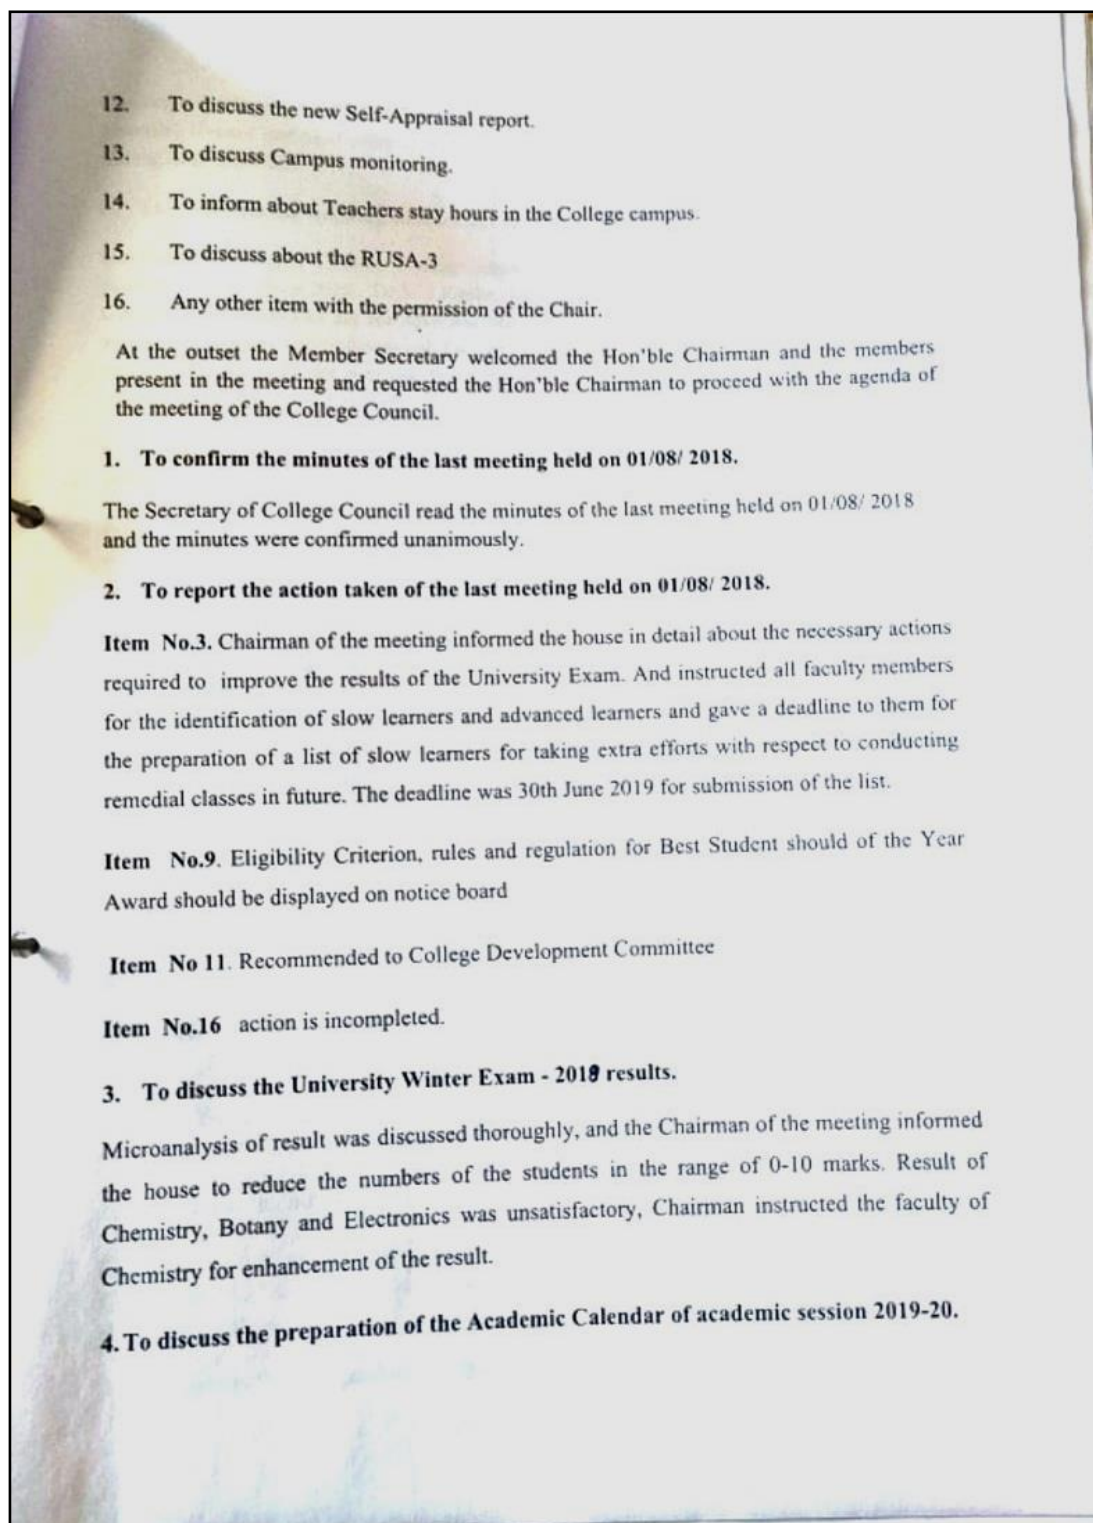 12. To discuss the new Self-Appraisal report.
13. To discuss Campus monitoring.
14. To inform about Teachers stay hours in the College campus.
15. To discuss about the RUSA-3
16. Any other item with the permission of the Chair.
At the outset the Member Secretary welcomed the Hon'ble Chairman and the members
present in the meeting and requested the Hon'ble Chairman to proceed with the agenda of
the meeting of the College Council.
1. To confirm the minutes of the last meeting held on 01/08/ 2018.
The Secretary of College Council read the minutes of the last meeting held on 01/08/ 2018
and the minutes were confirmed unanimously.
2. To report the action taken of the last meeting held on 01/08/ 2018.
Item No.3. Chairman of the meeting informed the house in detail about the necessary actions
required to improve the results of the University Exam. And instructed all faculty members
for the identification of slow learners and advanced learners and gave a deadline to them for
the preparation of a list of slow learners for taking extra efforts with respect to conducting
remedial classes in future. The deadline was 30th June 2019 for submission of the list.
Item No.9. Eligibility Criterion, rules and regulation for Best Student should of the Year
Award should be displayed on notice board
Item No 11. Recommended to College Development Committee
Item No.16 action is incompleted.
3. To discuss the University Winter Exam - 2018 results.
Microanalysis of result was discussed thoroughly, and the Chairman of the meeting informed
the house to reduce the numbers of the students in the range of 0-10 marks. Result of
Chemistry, Botany and Electronics was unsatisfactory, Chairman instructed the faculty of
Chemistry for enhancement of the result.
4. To discuss the preparation of the Academic Calendar of academic session 2019-20.